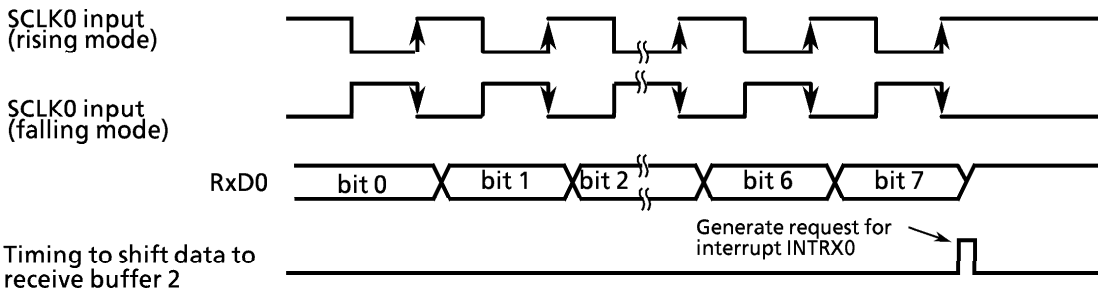 SCLK0 input
(rising mode)
SCLK0 input
(falling mode)
RxD0
bit 0
bit 1
bit 2
bit 6
bit 7
Generate request for
interrupt INTRX0
Timing to shift data to
receive buffer 2